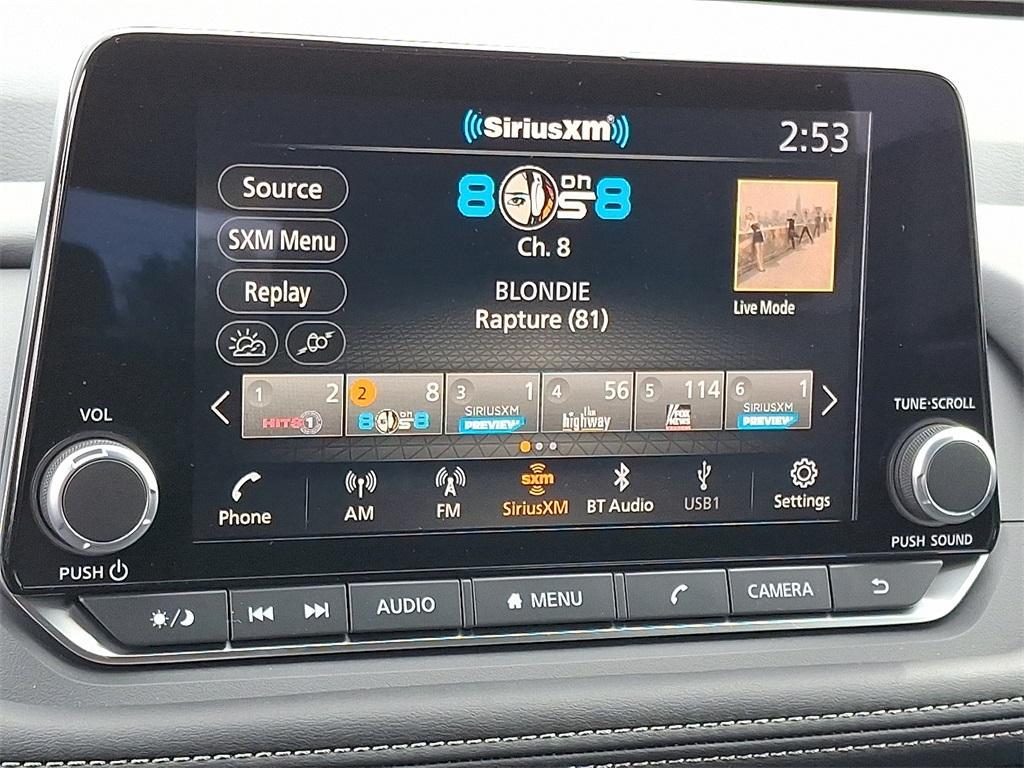 SiriusXM®
2:53
Source
SXM Menu
Replay
80s on 8
Ch. 8
BLONDIE
Rapture (81)
Live Mode
1 2
HITS 1
2 8
80s on 8
3 1
SIRIUSXM
PREVIEW
4 56
the
highway
5 114
FOX
NEWS
6 1
SIRIUSXM
PREVIEW
VOL
TUNE·SCROLL
Phone
AM
FM
sxm
SiriusXM
BT Audio
USB1
Settings
PUSH
PUSH SOUND
AUDIO
MENU
CAMERA